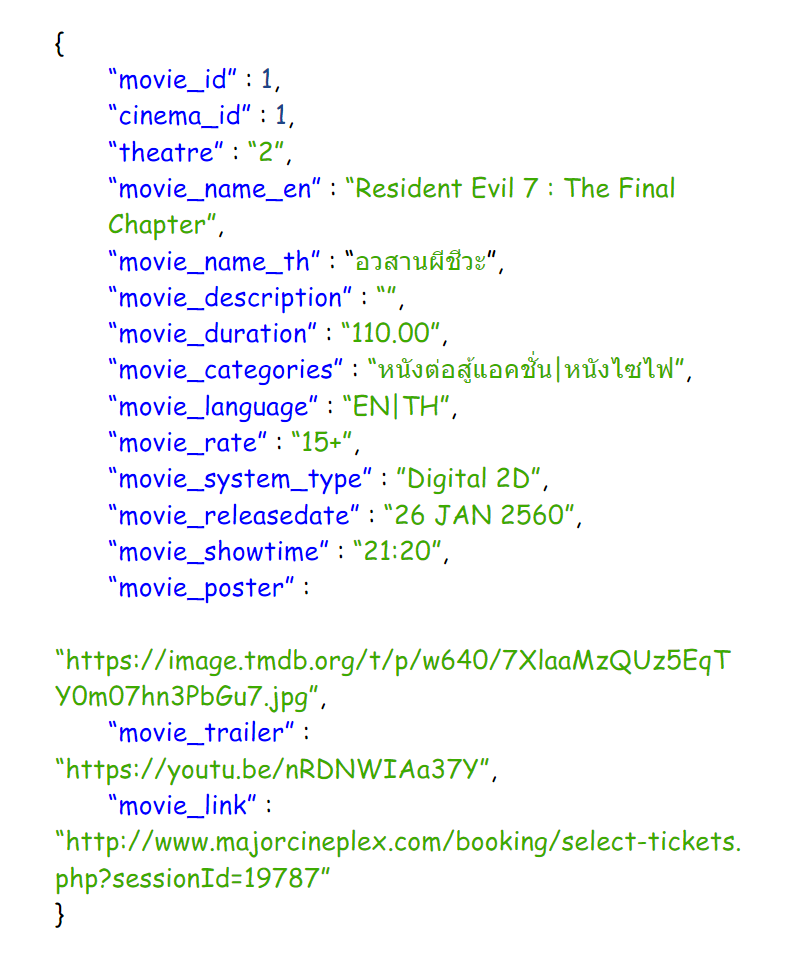 {
“movie_id” : 1,
“cinema_id” : 1,
“theatre” : “2”,
“movie_name_en” : “Resident Evil 7 : The Final
Chapter”,
“movie_name_th” : “อวสานผีชีวะ”,
“movie_description” : “”,
“movie_duration” : “110.00”,
“movie_categories” : “หนังต่อสู้แอคชั่น|หนังไซไฟ”,
“movie_language” : “EN|TH”,
“movie_rate” : “15+”,
“movie_system_type” : ”Digital 2D”,
“movie_releasedate” : “26 JAN 2560”,
“movie_showtime” : “21:20”,
“movie_poster” :
“https://image.tmdb.org/t/p/w640/7XlaaMzQUz5EqT
Y0m07hn3PbGu7.jpg”,
“movie_trailer” :
“https://youtu.be/nRDNWIAa37Y”,
“movie_link” :
“http://www.majorcineplex.com/booking/select-tickets.
php?sessionId=19787”
}